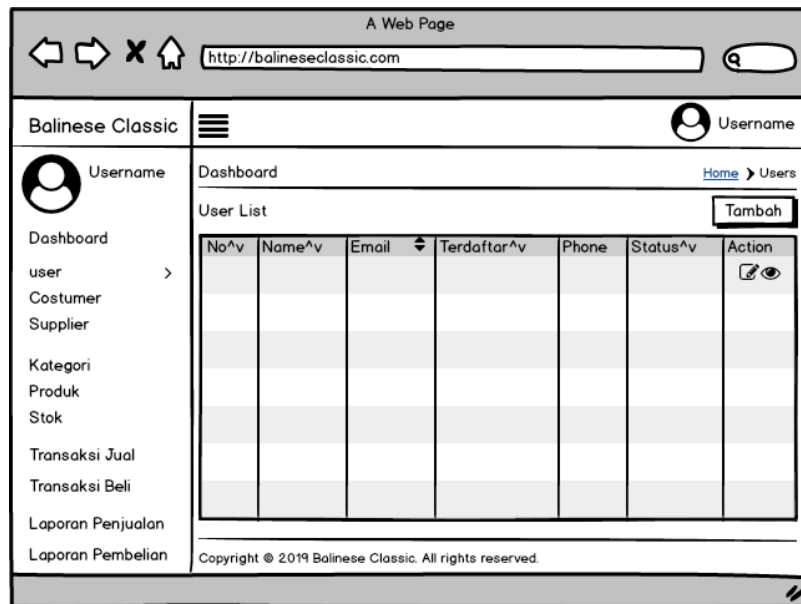 A Web Page
http://balineseclassic.com
Balinese Classic
Username
Username
Dashboard
Home > Users
User List
Tambah
No^v Name^v Email Terdaftar^v Phone Status^v Action
Dashboard
user >
Costumer
Supplier
Kategori
Produk
Stok
Transaksi Jual
Transaksi Beli
Laporan Penjualan
Laporan Pembelian
Copyright © 2019 Balinese Classic. All rights reserved.